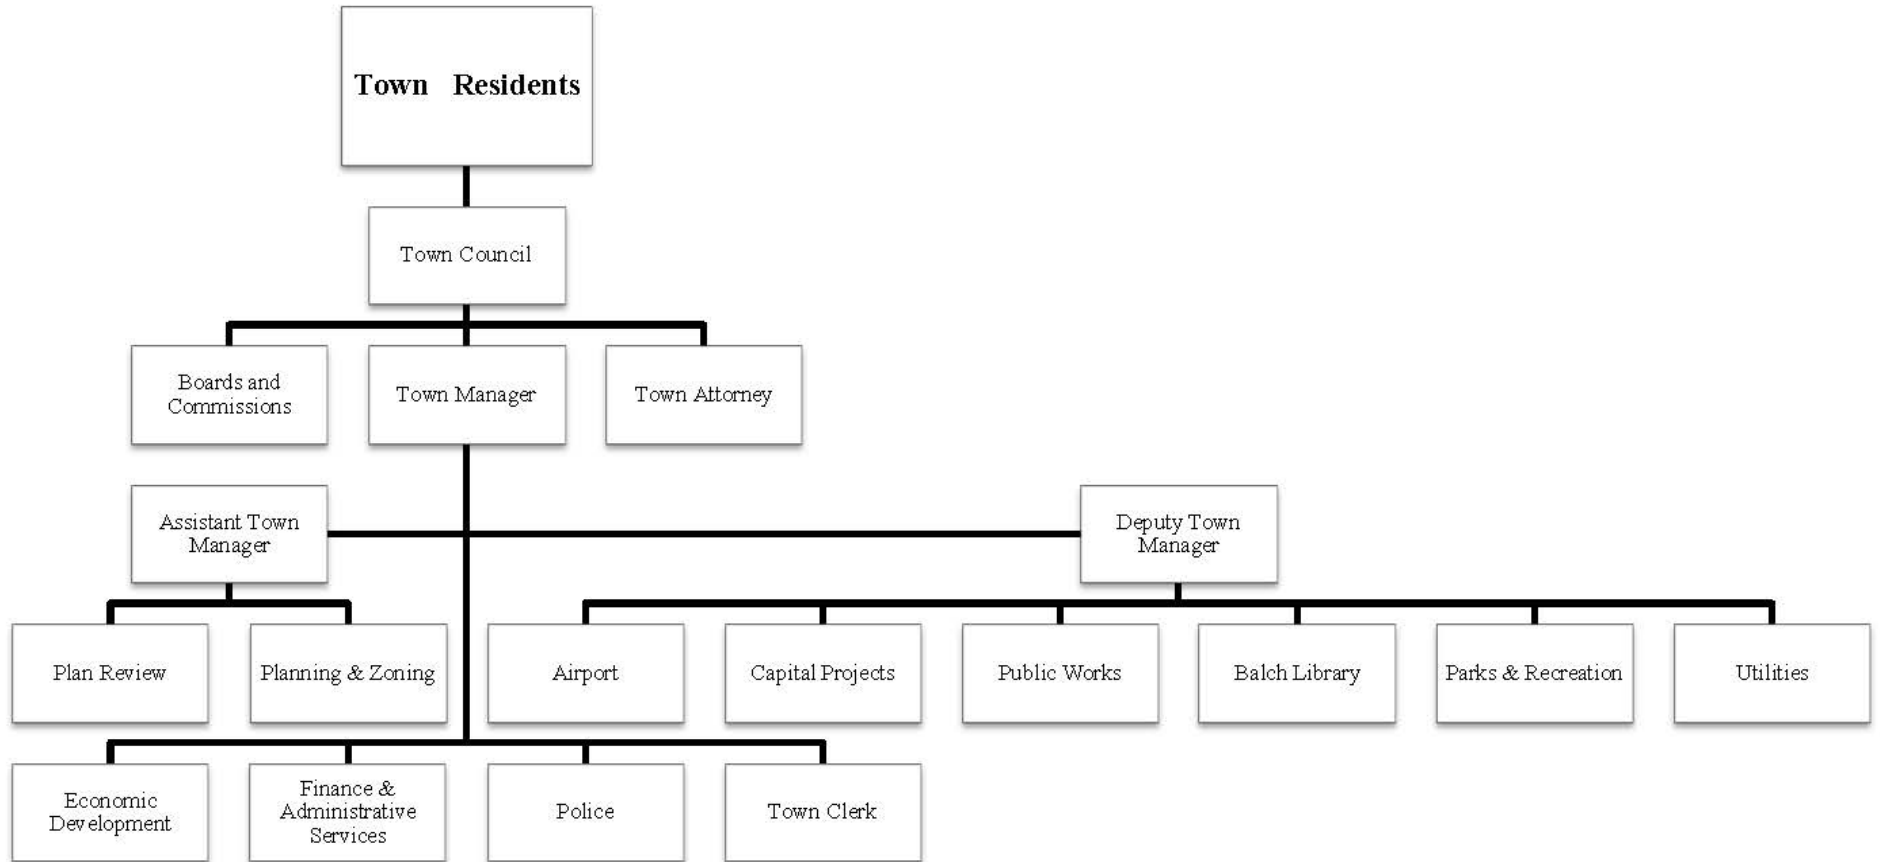 Town Residents
Town Council
Boards and
Commissions
Town Manager
Town Attorney
Assistant Town
Manager
Deputy Town
Manager
Plan Review
Planning & Zoning
Airport
Capital Projects
Public Works
Balch Library
Parks & Recreation
Utilities
Economic
Development
Finance &
Administrative
Services
Police
Town Clerk